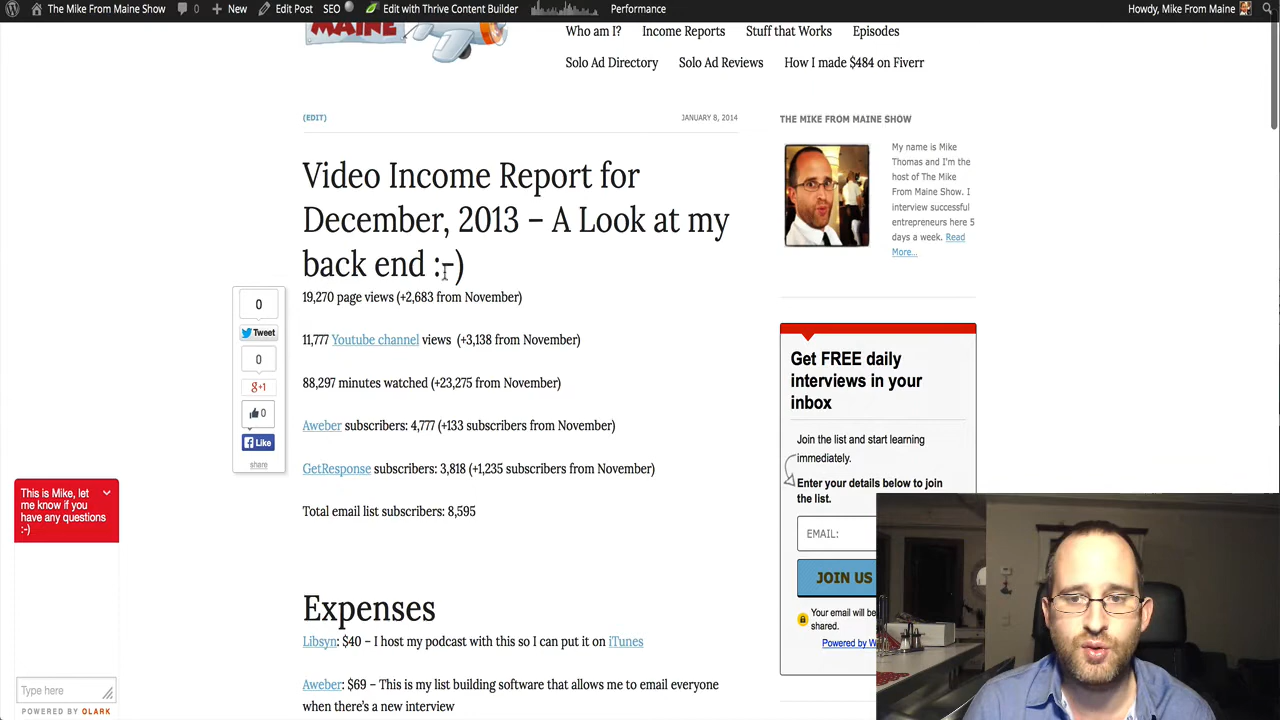 The Mike From Maine Show 0 + New Edit Post SEO Edit with Thrive Content Builder Performance Howdy, Mike From Maine
MAINE
Who am I? Income Reports Stuff that Works Episodes
Solo Ad Directory Solo Ad Reviews How I made $484 on Fiverr
(EDIT) JANUARY 8, 2014
Video Income Report for
December, 2013 – A Look at my
back end :-)
19,270 page views (+2,683 from November)
11,777 Youtube channel views (+3,138 from November)
88,297 minutes watched (+23,275 from November)
Aweber subscribers: 4,777 (+133 subscribers from November)
GetResponse subscribers: 3,818 (+1,235 subscribers from November)
Total email list subscribers: 8,595
Expenses
Libsyn: $40 – I host my podcast with this so I can put it on iTunes
Aweber: $69 – This is my list building software that allows me to email everyone
when there's a new interview
0
Tweet
0
+1
0
Like
share
This is Mike, let
me know if you
have any questions
:-)
Type here
POWERED BY OLARK
THE MIKE FROM MAINE SHOW
My name is Mike
Thomas and I'm the
host of The Mike
From Maine Show. I
interview successful
entrepreneurs here 5
days a week. Read
More...
Get FREE daily
interviews in your
inbox
Join the list and start learning
immediately.
Enter your details below to join
the list.
EMAIL:
JOIN US
Your email will be
shared.
Powered by W